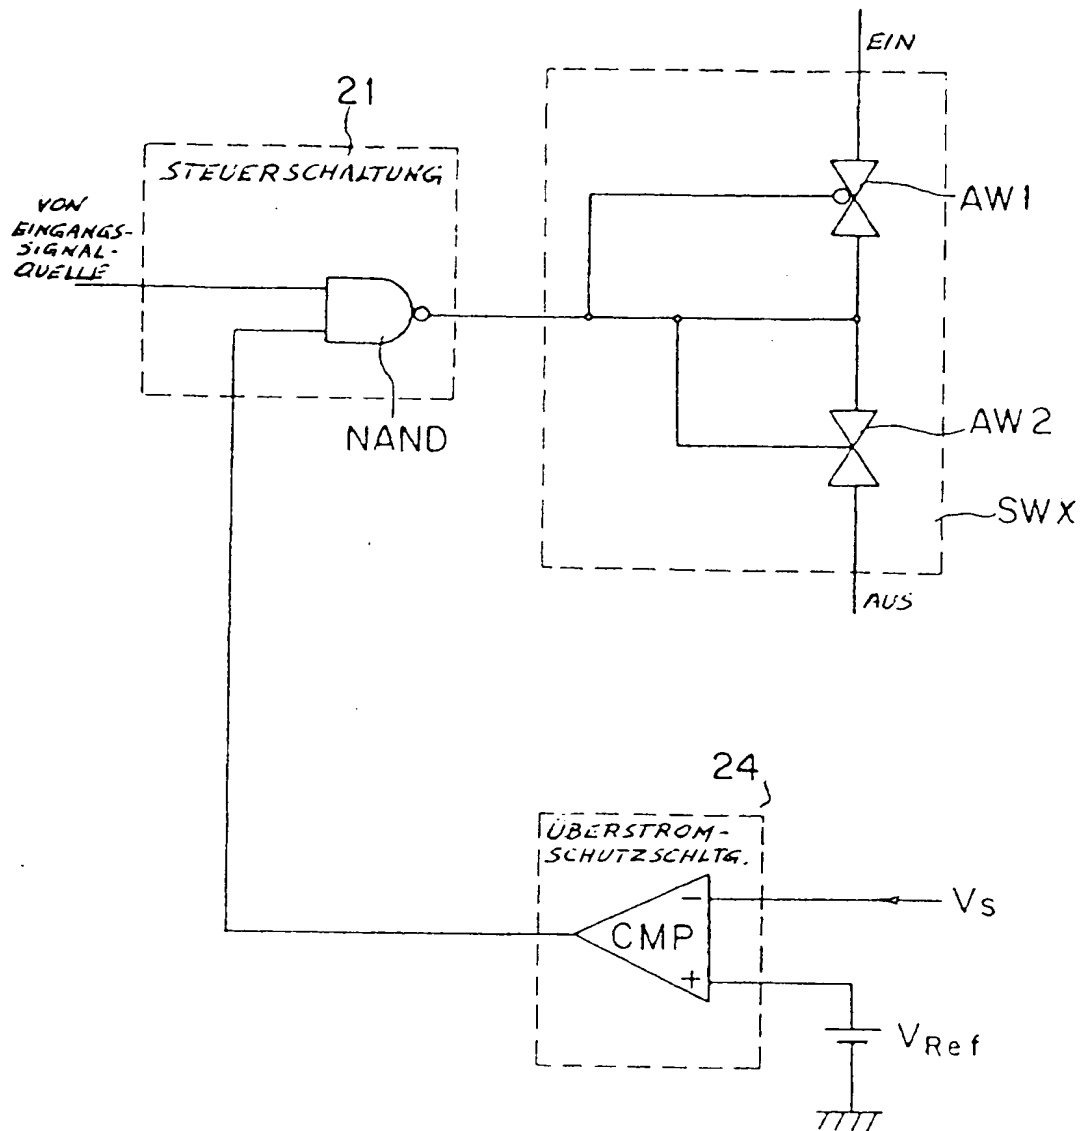 EIN
21
STEUERSCHALTUNG
VON
EINGANGS-
SIGNAL-
QUELLE
AW1
NAND
AW2
SWX
AUS
24
ÜBERSTROM-
SCHUTZSCHLTG.
CMP
−
+
Vs
VRef